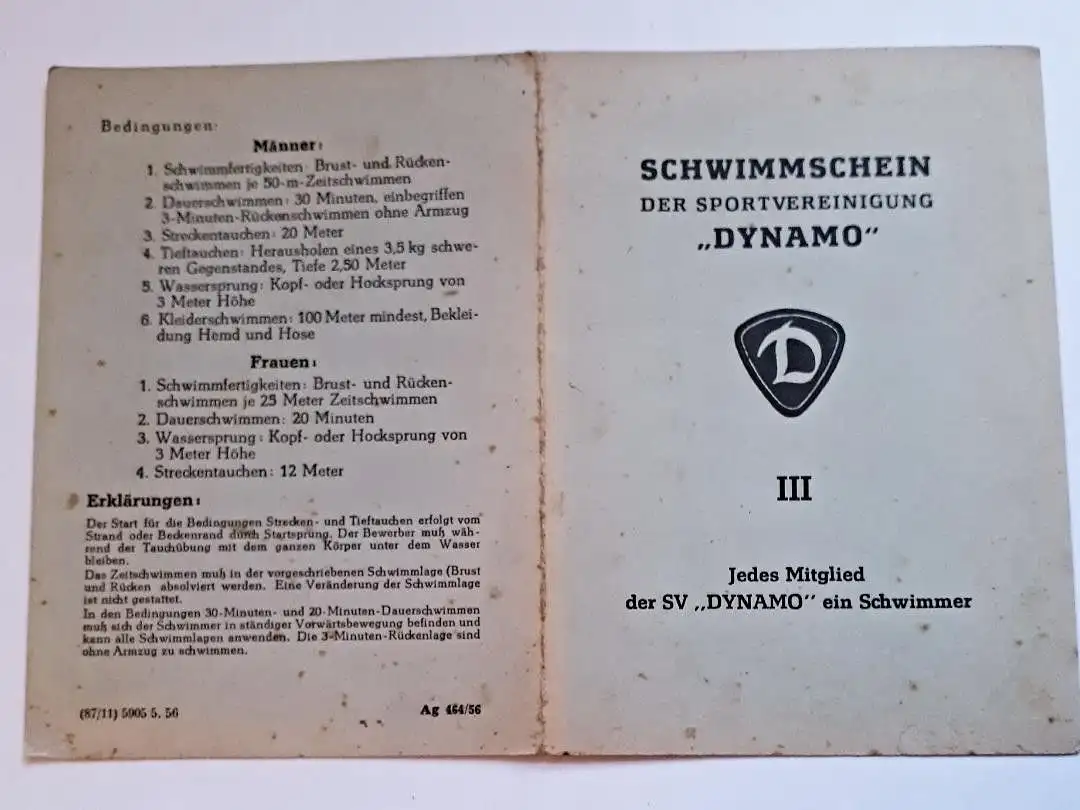 Bedingungen:
Männer:
1. Schwimmfertigkeiten: Brust- und Rücken-
schwimmen je 50-m-Zeitschwimmen
2. Dauerschwimmen: 30 Minuten, einbegriffen
3-Minuten-Rückenschwimmen ohne Armzug
3. Streckentauchen: 20 Meter
4. Tieftauchen: Herausholen eines 3,5 kg schwe-
ren Gegenstandes, Tiefe 2,50 Meter
5. Wassersprung: Kopf- oder Hocksprung von
3 Meter Höhe
6. Kleiderschwimmen: 100 Meter mindest, Beklei-
dung Hemd und Hose
Frauen:
1. Schwimmfertigkeiten: Brust- und Rücken-
schwimmen je 25 Meter Zeitschwimmen
2. Dauerschwimmen: 20 Minuten
3. Wassersprung: Kopf- oder Hocksprung von
3 Meter Höhe
4. Streckentauchen: 12 Meter
Erklärungen:
Der Start für die Bedingungen Strecken- und Tieftauchen erfolgt vom
Strand oder Beckenrand durch Startsprung. Der Bewerber muß wäh-
rend der Tauchübung mit dem ganzen Körper unter dem Wasser
bleiben.
Das Zeitschwimmen muß in der vorgeschriebenen Schwimmlage (Brust
und Rücken absolviert werden. Eine Veränderung der Schwimmlage
ist nicht gestattet.
In den Bedingungen 30-Minuten- und 20-Minuten-Dauerschwimmen
muß sich der Schwimmer in ständiger Vorwärtsbewegung befinden und
kann alle Schwimmlagen anwenden. Die 3-Minuten-Rückenlage sind
ohne Armzug zu schwimmen.
(87/11) 5905 5. 56 Ag 464/56
SCHWIMMSCHEIN
DER SPORTVEREINIGUNG
„DYNAMO"
D
III
Jedes Mitglied
der SV „DYNAMO" ein Schwimmer